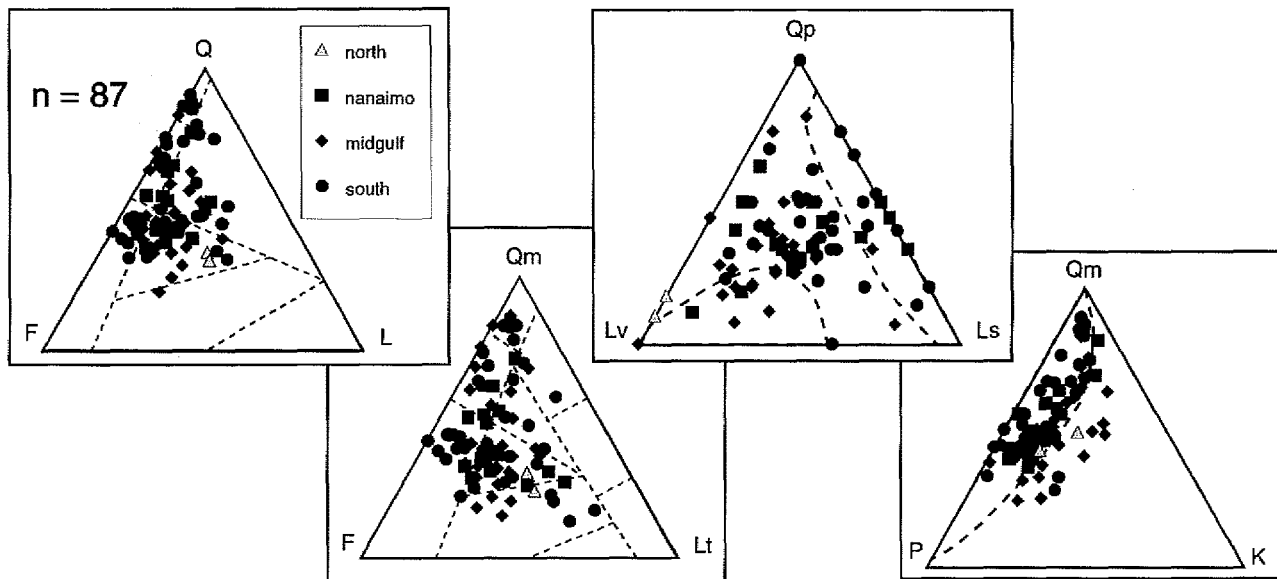 Q
n = 87
north
nanaimo
midgulf
south
F
L
Qm
F
Lt
Qp
Lv
Ls
Qm
P
K